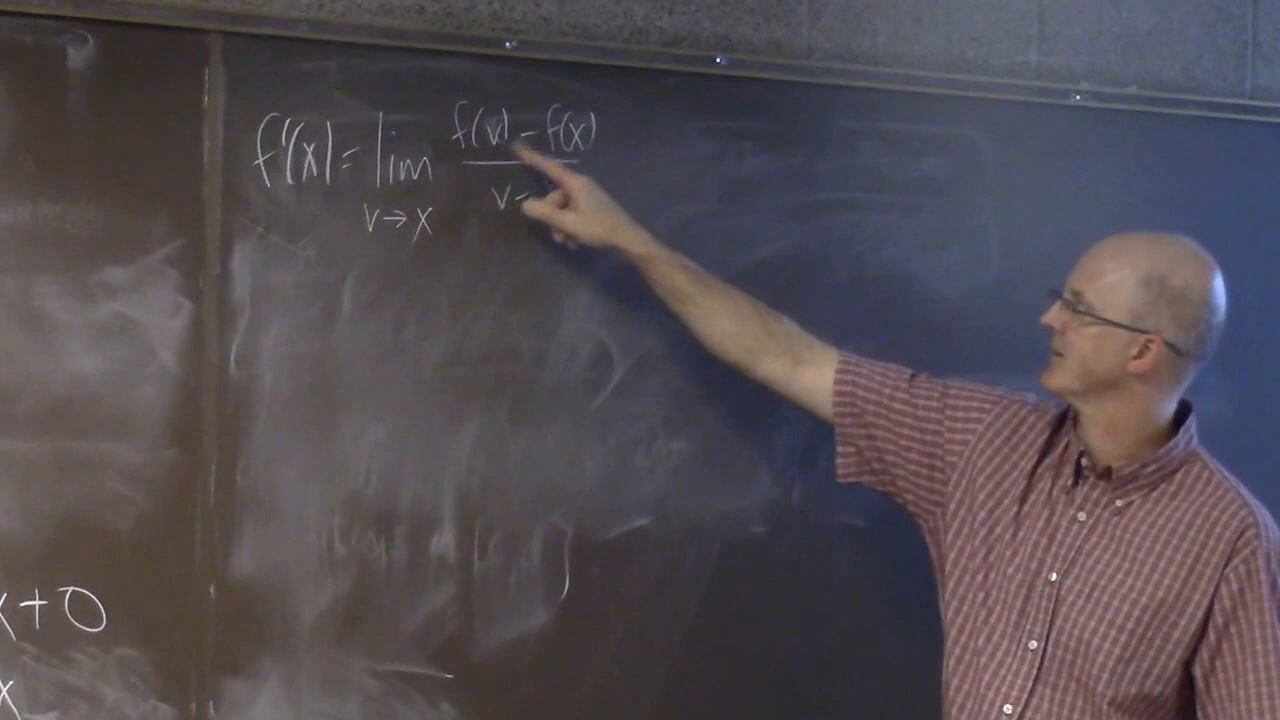 f'(x) = lim f(v) - f(x)
v→x v-
x+0
x